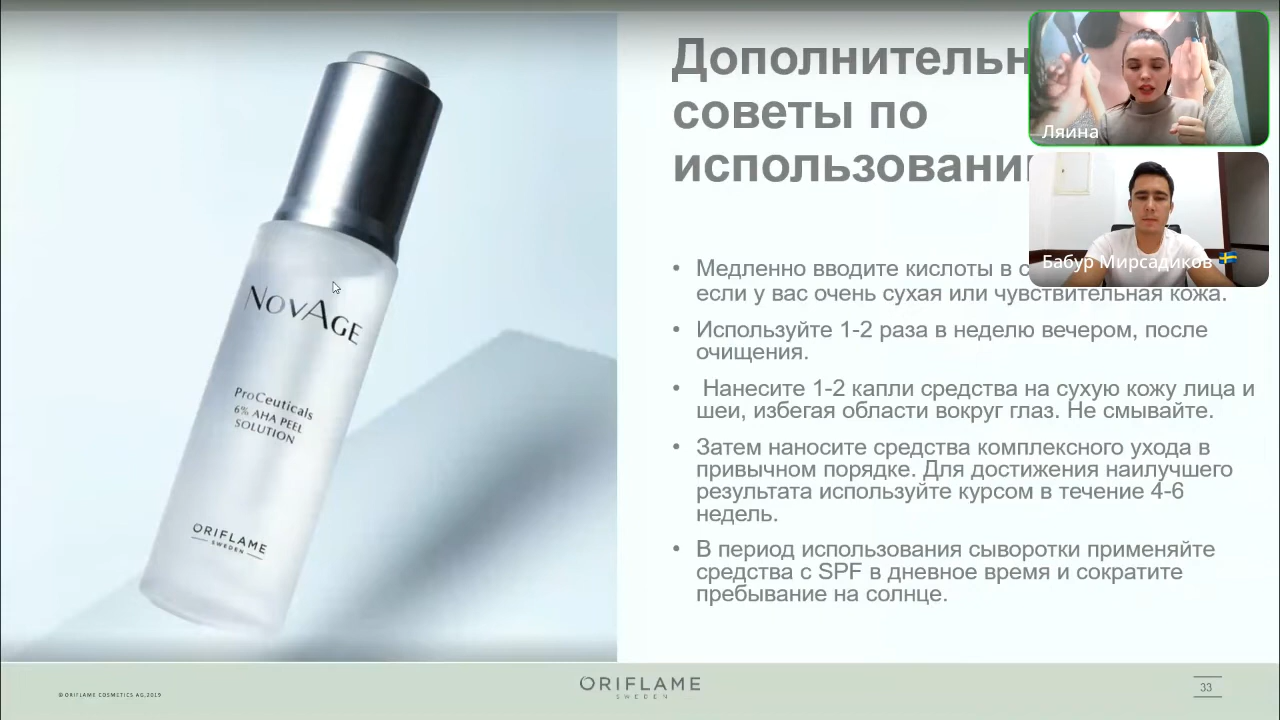 Дополнительн
советы по
использовани
Ляина
Бабур Мирсадиков
• Медленно вводите кислоты в с
если у вас очень сухая или чувствительная кожа.
• Используйте 1-2 раза в неделю вечером, после
очищения.
• Нанесите 1-2 капли средства на сухую кожу лица и
шеи, избегая области вокруг глаз. Не смывайте.
• Затем наносите средства комплексного ухода в
привычном порядке. Для достижения наилучшего
результата используйте курсом в течение 4-6
недель.
• В период использования сыворотки применяйте
средства с SPF в дневное время и сократите
пребывание на солнце.
NOVAGE
ProCeuticals
6% AHA PEEL
SOLUTION
ORIFLAME
SWEDEN
© ORIFLAME COSMETICS AG,2019
ORIFLAME
SWEDEN
33